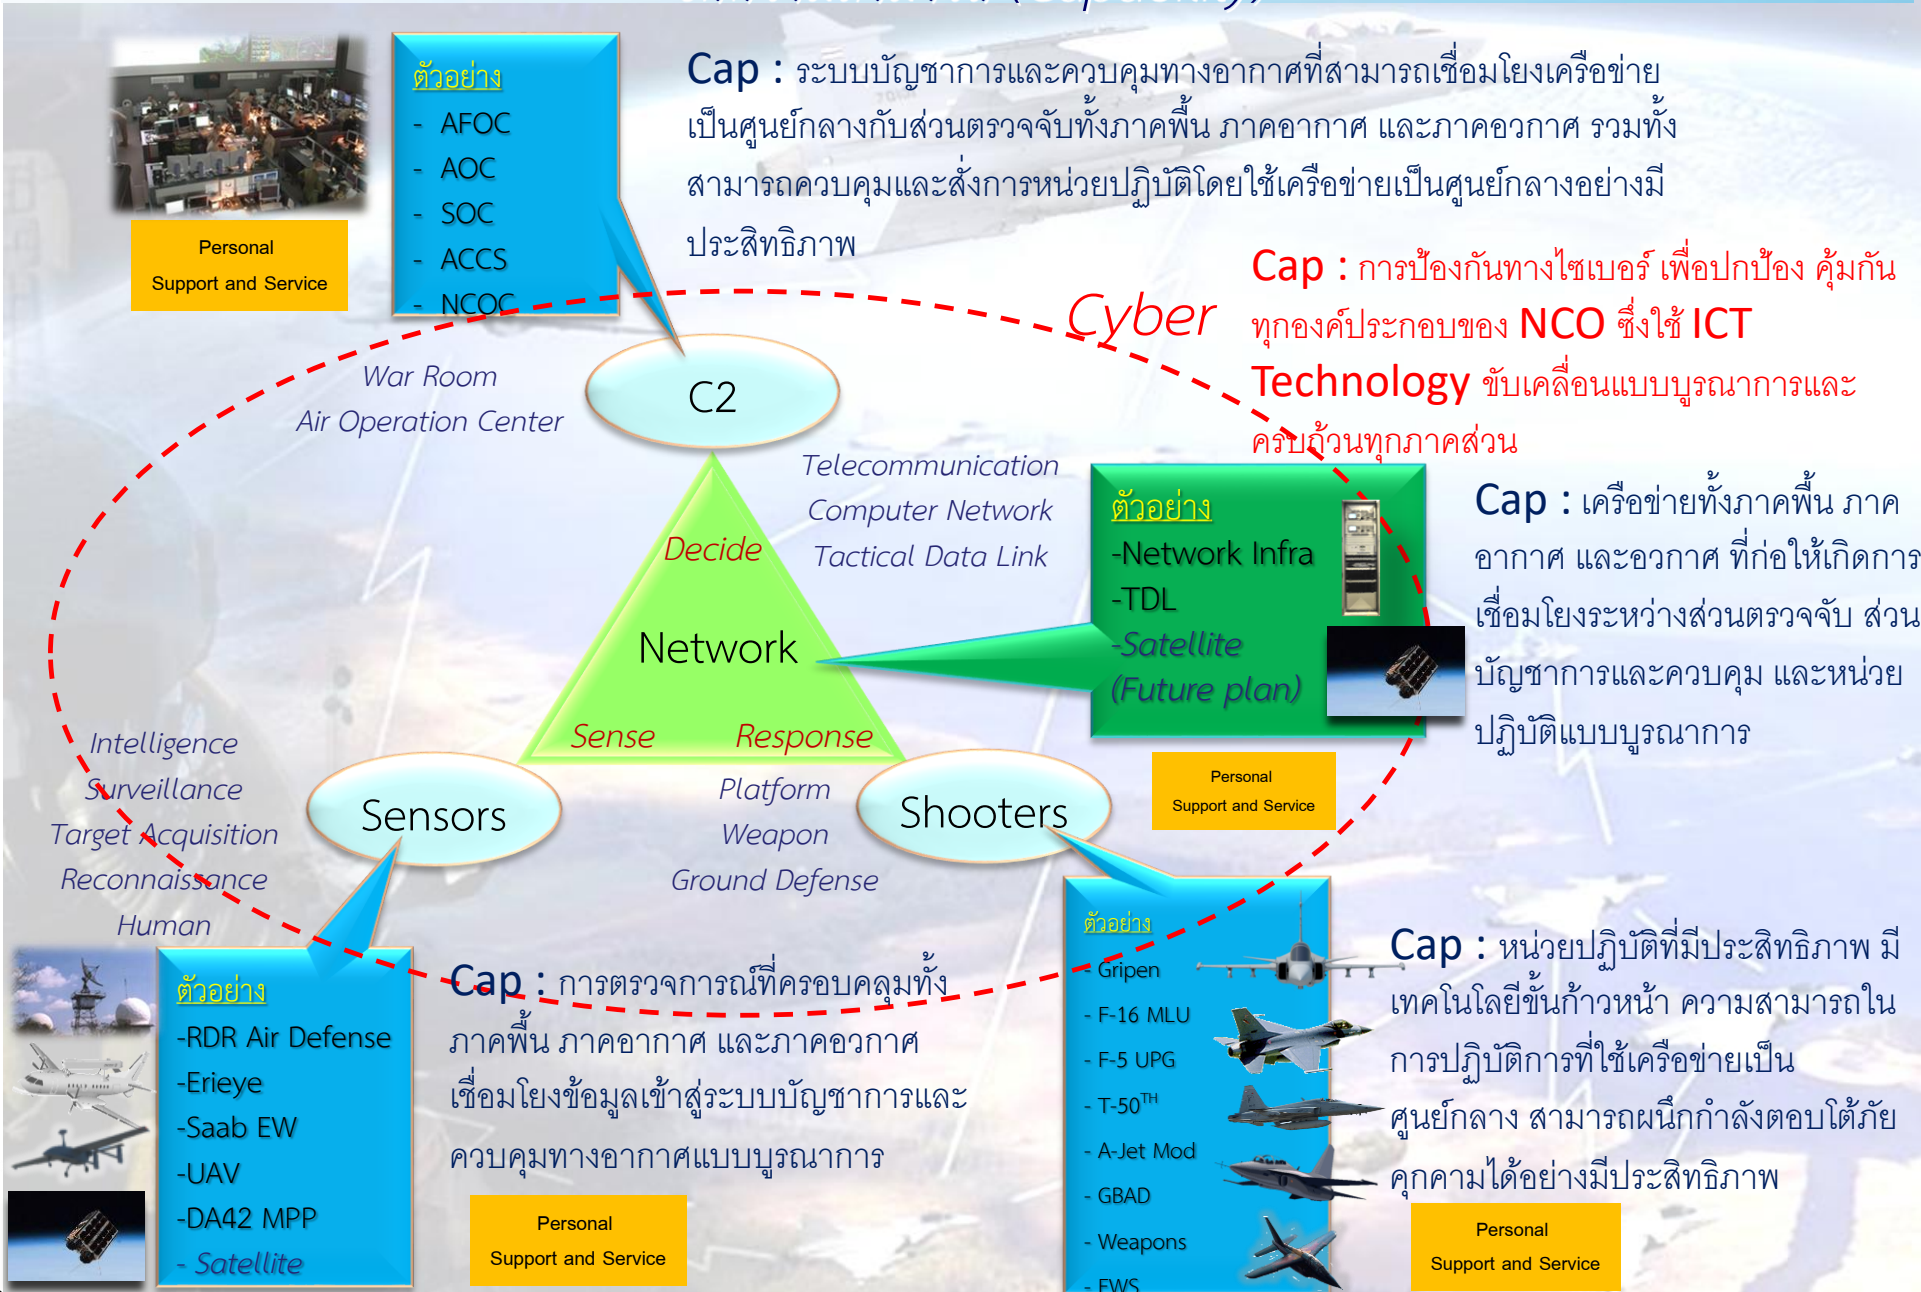 (Capability)
ตัวอย่าง
- AFOC
- AOC
- SOC
- ACCS
- NCOC
Personal
Support and Service
Cap : ระบบบัญชาการและควบคุมทางอากาศที่สามารถเชื่อมโยงเครือข่าย
เป็นศูนย์กลางกับส่วนตรวจจับทั้งภาคพื้น ภาคอากาศ และภาคอวกาศ รวมทั้ง
สามารถควบคุมและสั่งการหน่วยปฏิบัติโดยใช้เครือข่ายเป็นศูนย์กลางอย่างมี
ประสิทธิภาพ
Cyber
Cap : การป้องกันทางไซเบอร์ เพื่อปกป้อง คุ้มกัน
ทุกองค์ประกอบของ NCO ซึ่งใช้ ICT
Technology ขับเคลื่อนแบบบูรณาการและ
ครบถ้วนทุกภาคส่วน
War Room
Air Operation Center
C2
Telecommunication
Computer Network
Tactical Data Link
Decide
Network
Sense
Response
ตัวอย่าง
-Network Infra
-TDL
-Satellite
(Future plan)
Personal
Support and Service
Cap : เครือข่ายทั้งภาคพื้น ภาค
อากาศ และอวกาศ ที่ก่อให้เกิดการ
เชื่อมโยงระหว่างส่วนตรวจจับ ส่วน
บัญชาการและควบคุม และหน่วย
ปฏิบัติแบบบูรณาการ
Intelligence
Surveillance
Target Acquisition
Reconnaissance
Human
Sensors
Platform
Weapon
Ground Defense
Shooters
ตัวอย่าง
-RDR Air Defense
-Erieye
-Saab EW
-UAV
-DA42 MPP
- Satellite
Cap : การตรวจการณ์ที่ครอบคลุมทั้ง
ภาคพื้น ภาคอากาศ และภาคอวกาศ
เชื่อมโยงข้อมูลเข้าสู่ระบบบัญชาการและ
ควบคุมทางอากาศแบบบูรณาการ
Personal
Support and Service
ตัวอย่าง
- Gripen
- F-16 MLU
- F-5 UPG
- T-50TH
- A-Jet Mod
- GBAD
- Weapons
- EWS
Cap : หน่วยปฏิบัติที่มีประสิทธิภาพ มี
เทคโนโลยีขั้นก้าวหน้า ความสามารถใน
การปฏิบัติการที่ใช้เครือข่ายเป็น
ศูนย์กลาง สามารถผนึกกำลังตอบโต้ภัย
คุกคามได้อย่างมีประสิทธิภาพ
Personal
Support and Service